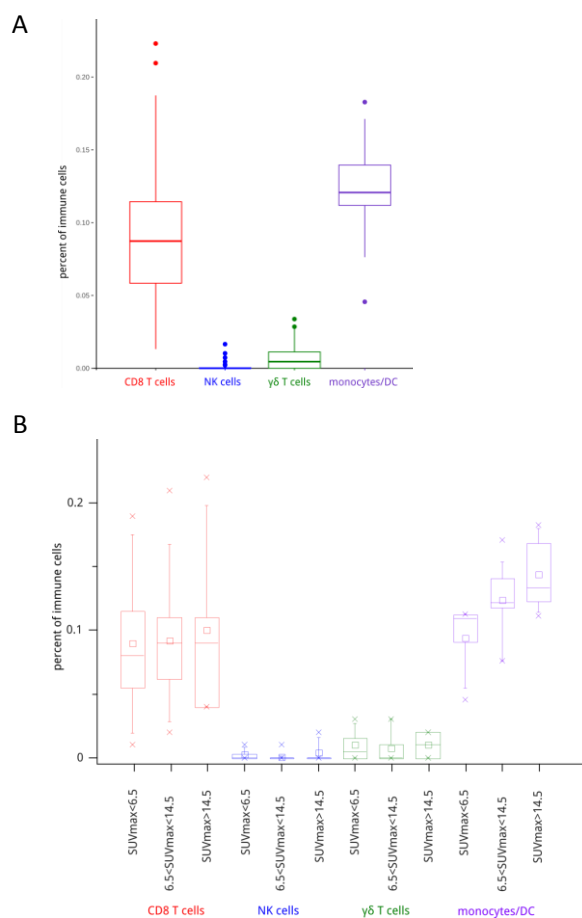 A
percent of immune cells
0.20
0.15
0.10
0.05
0.00
CD8 T cells NK cells γδ T cells monocytes/DC
B
percent of immune cells
0.2
0.1
0
SUVmax<6.5
6.5<SUVmax<14.5
SUVmax>14.5
SUVmax<6.5
6.5<SUVmax<14.5
SUVmax>14.5
SUVmax<6.5
6.5<SUVmax<14.5
SUVmax>14.5
SUVmax<6.5
6.5<SUVmax<14.5
SUVmax>14.5
CD8 T cells NK cells γδ T cells monocytes/DC